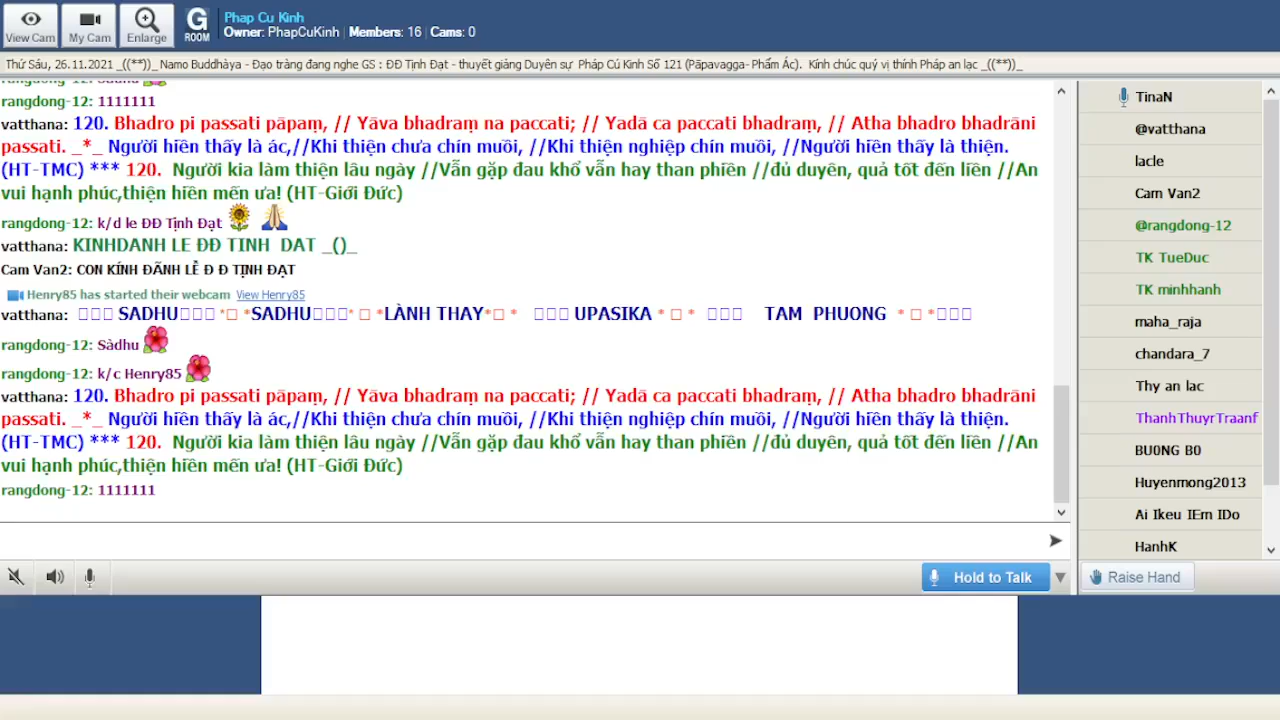 View Cam
My Cam
Enlarge
G
ROOM
Phap Cu Kinh
Owner: PhapCuKinh | Members: 16 | Cams: 0
Thứ Sáu, 26.11.2021 _((**))_ Namo Buddhàya - Đạo tràng đang nghe GS : ĐĐ Tịnh Đạt - thuyết giảng Duyên sự Pháp Cú Kinh Số 121 (Pāpavagga- Phẩm Ác). Kính chúc quý vị thính Pháp an lạc _((**))_
rangdong-12: Sàdhu
rangdong-12: 1111111
vatthana: 120. Bhadro pi passati pāpaṃ, // Yāva bhadraṃ na paccati; // Yadā ca paccati bhadraṃ, // Atha bhadro bhadrāni
passati. _*_ Người hiền thấy là ác,//Khi thiện chưa chín muồi, //Khi thiện nghiệp chín muồi, //Người hiền thấy là thiện.
(HT-TMC) *** 120. Người kia làm thiện lâu ngày //Vẫn gặp đau khổ vẫn hay than phiền //đủ duyên, quả tốt đến liền //An
vui hạnh phúc,thiện hiền mến ưa! (HT-Giới Đức)
rangdong-12: k/d le ĐĐ Tịnh Đạt
vatthana: KINHDANH LE ĐĐ TINH DAT _()_
Cam Van2: CON KÍNH ĐÃNH LỄ Đ Đ TỊNH ĐẠT
Henry85 has started their webcam View Henry85
vatthana: SADHU *SADHU* *LÀNH THAY* * UPASIKA * * TAM PHUONG * *
rangdong-12: Sàdhu
rangdong-12: k/c Henry85
vatthana: 120. Bhadro pi passati pāpaṃ, // Yāva bhadraṃ na paccati; // Yadā ca paccati bhadraṃ, // Atha bhadro bhadrāni
passati. _*_ Người hiền thấy là ác,//Khi thiện chưa chín muồi, //Khi thiện nghiệp chín muồi, //Người hiền thấy là thiện.
(HT-TMC) *** 120. Người kia làm thiện lâu ngày //Vẫn gặp đau khổ vẫn hay than phiền //đủ duyên, quả tốt đến liền //An
vui hạnh phúc,thiện hiền mến ưa! (HT-Giới Đức)
rangdong-12: 1111111
Hold to Talk
TinaN
@vatthana
lacle
Cam Van2
@rangdong-12
TK TueDuc
TK minhhanh
maha_raja
chandara_7
Thy an lac
ThanhThuyrTraanf
BU0NG B0
Huyenmong2013
Ai Ikeu IEm IDo
HanhK
Raise Hand